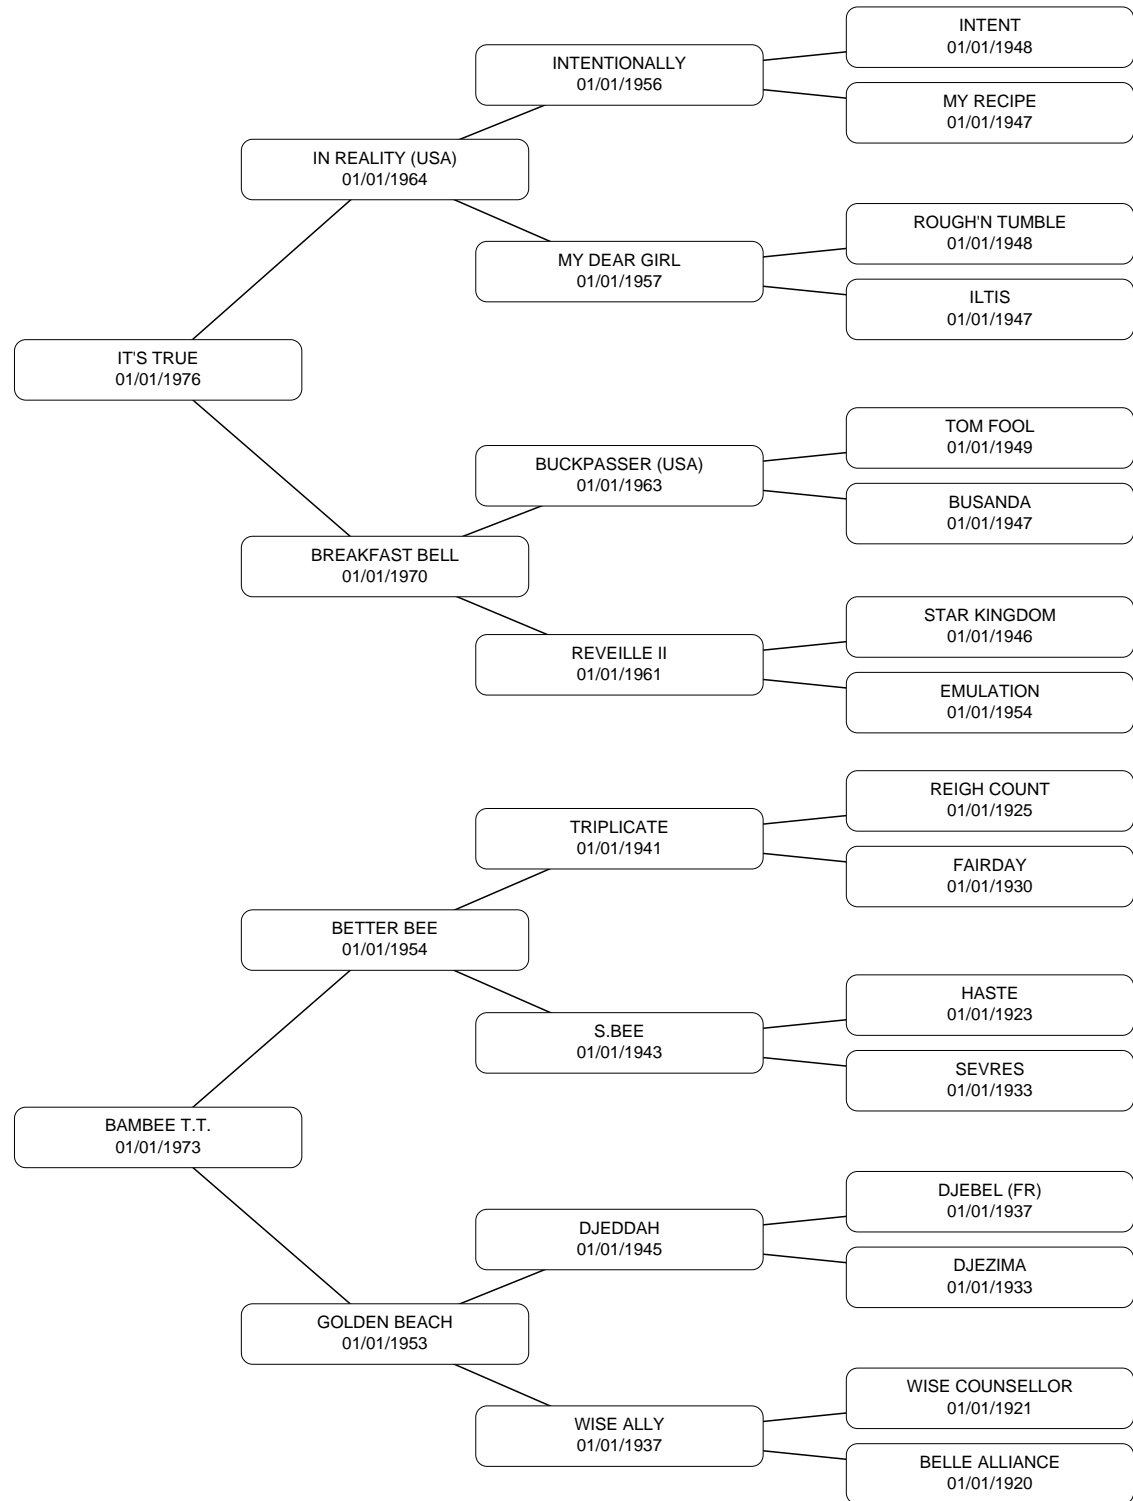 INTENT
01/01/1948
INTENTIONALLY
01/01/1956
MY RECIPE
01/01/1947
IN REALITY (USA)
01/01/1964
ROUGH'N TUMBLE
01/01/1948
MY DEAR GIRL
01/01/1957
ILTIS
01/01/1947
IT'S TRUE
01/01/1976
TOM FOOL
01/01/1949
BUCKPASSER (USA)
01/01/1963
BUSANDA
01/01/1947
BREAKFAST BELL
01/01/1970
STAR KINGDOM
01/01/1946
REVEILLE II
01/01/1961
EMULATION
01/01/1954
REIGH COUNT
01/01/1925
TRIPLICATE
01/01/1941
FAIRDAY
01/01/1930
BETTER BEE
01/01/1954
HASTE
01/01/1923
S.BEE
01/01/1943
SEVRES
01/01/1933
BAMBEE T.T.
01/01/1973
DJEBEL (FR)
01/01/1937
DJEDDAH
01/01/1945
DJEZIMA
01/01/1933
GOLDEN BEACH
01/01/1953
WISE COUNSELLOR
01/01/1921
WISE ALLY
01/01/1937
BELLE ALLIANCE
01/01/1920